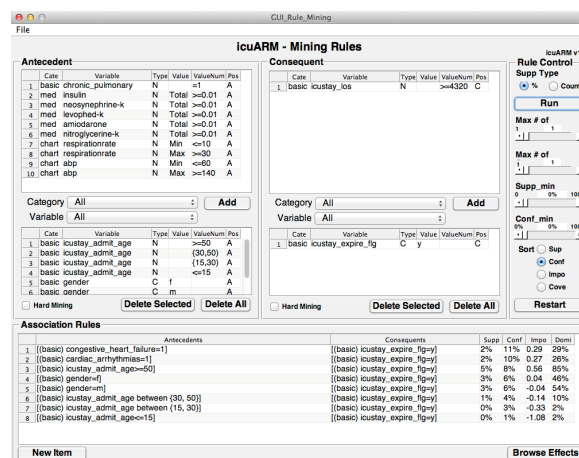 GUI_Rule_Mining
File
icuARM - Mining Rules
icuARM v1
Antecedent
Cate Variable Type Value ValueNum Pos
1 basic chronic_pulmonary N =1 A
2 med insulin N Total >=0.01 A
3 med neosynephrine-k N Total >=0.01 A
4 med levophed-k N Total >=0.01 A
5 med amiodarone N Total >=0.01 A
6 med nitroglycerine-k N Total >=0.01 A
7 chart respirationrate N Min <=10 A
8 chart respirationrate N Max >=30 A
9 chart abp N Min <=60 A
10 chart abp N Max >=140 A
Category All Add
Variable All
Cate Variable Type Value ValueNum Pos
1 basic icustay_admit_age N >=50 A
2 basic icustay_admit_age N {30,50} A
3 basic icustay_admit_age N {15,30} A
4 basic icustay_admit_age N <=15 A
5 basic gender C f A
6 basic gender C m A
Hard Mining Delete Selected Delete All
Consequent
Cate Variable Type Value ValueNum Pos
1 basic icustay_los N >=4320 C
Category All Add
Variable All
Cate Variable Type Value ValueNum Pos
1 basic icustay_expire_flg C y C
Hard Mining Delete Selected Delete All
Rule Control
Supp Type
% Count
Run
Max # of
1 1
Max # of
1 1
Supp_min
0 0% 100
Conf_min
0% 0% 100
Sort Sup
Conf
Impo
Cove
Restart
Association Rules
Antecedents Consequents Supp Conf Impo Domi
1 [(basic) congestive_heart_failure=1] [(basic) icustay_expire_flg=y] 2% 11% 0.29 29%
2 [(basic) cardiac_arrhythmias=1] [(basic) icustay_expire_flg=y] 2% 10% 0.27 26%
3 [(basic) icustay_admit_age>=50] [(basic) icustay_expire_flg=y] 5% 8% 0.56 85%
4 [(basic) gender=f] [(basic) icustay_expire_flg=y] 3% 6% 0.04 46%
5 [(basic) gender=m] [(basic) icustay_expire_flg=y] 3% 6% -0.04 54%
6 [(basic) icustay_admit_age between {30, 50}] [(basic) icustay_expire_flg=y] 1% 4% -0.14 10%
7 [(basic) icustay_admit_age between {15, 30}] [(basic) icustay_expire_flg=y] 0% 3% -0.33 2%
8 [(basic) icustay_admit_age<=15] [(basic) icustay_expire_flg=y] 0% 1% -1.08 2%
New Item Browse Effects